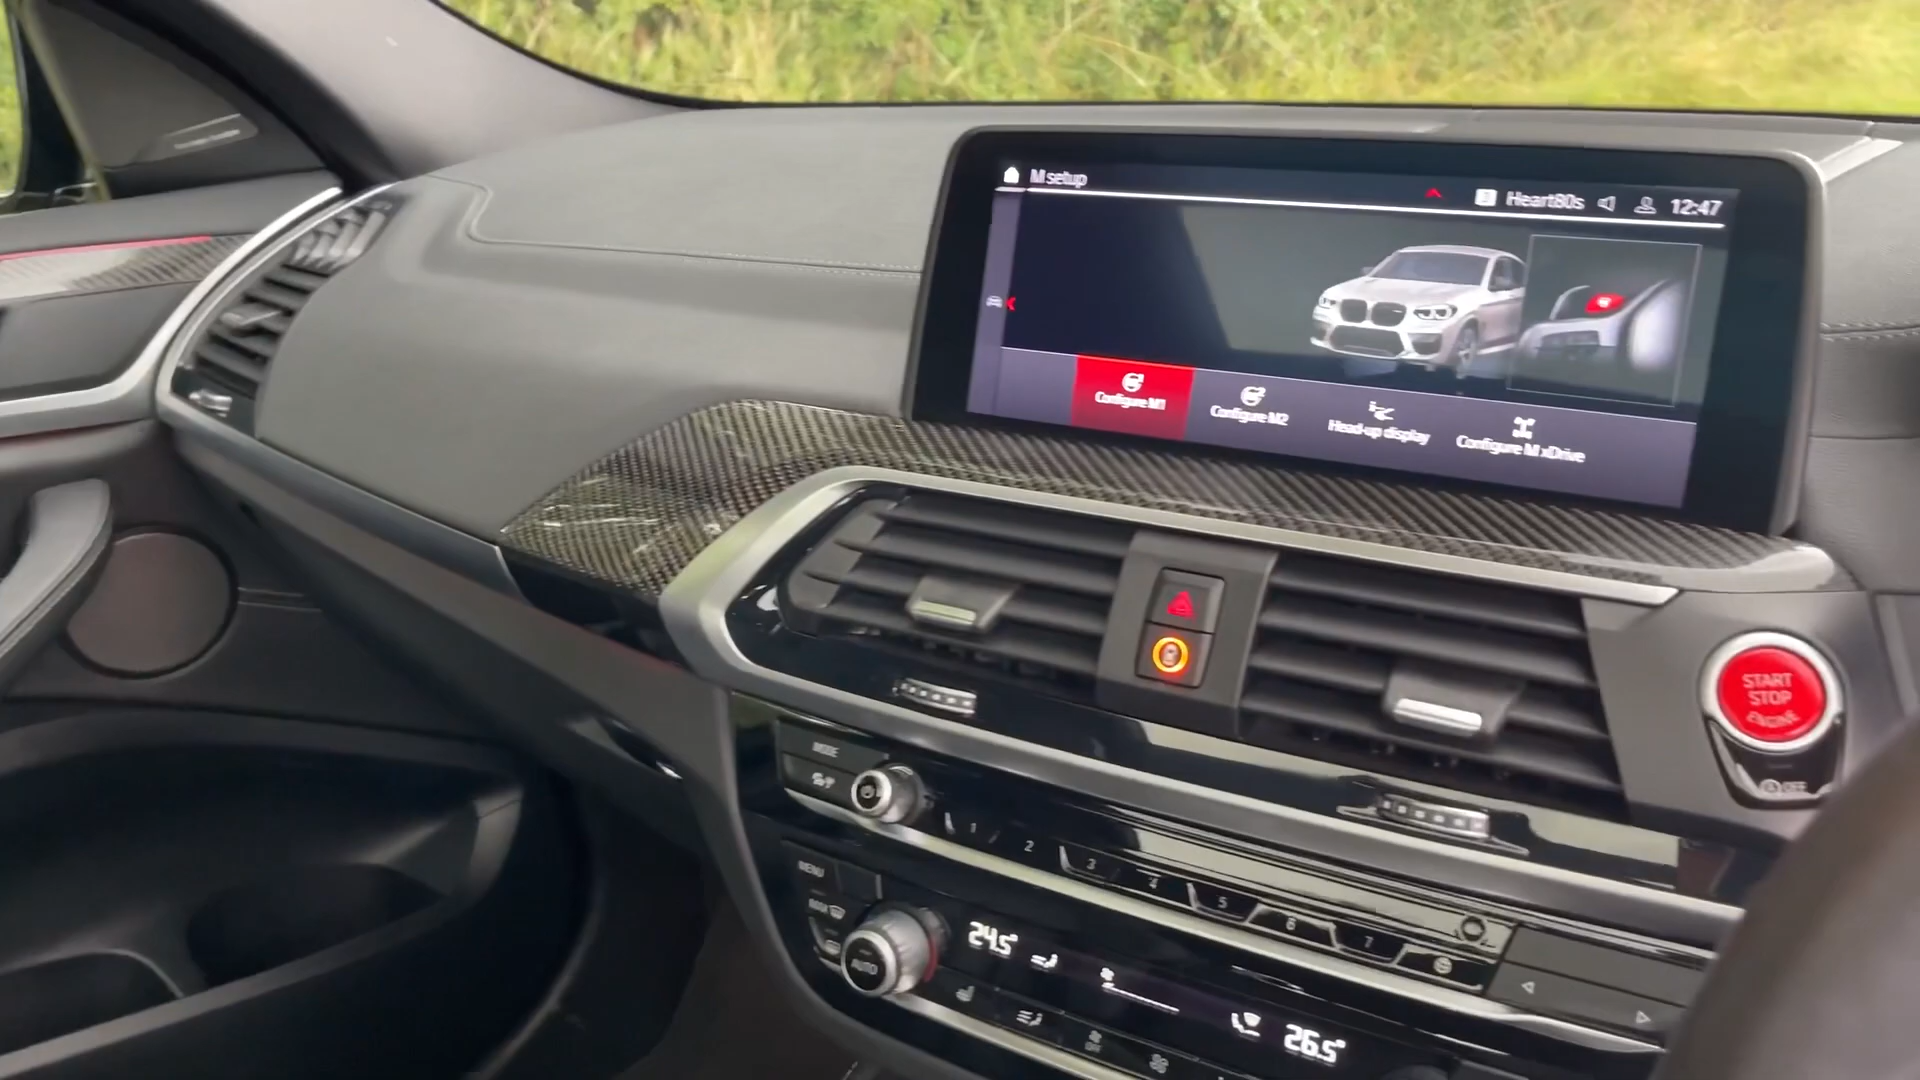 M setup
Heart80s
12:47
Configure M1
Configure M2
Head-up display
Configure M xDrive
START
STOP
ENGINE
OFF
MODE
1
2
3
4
5
6
7
MENU
AUTO
24.5°
26.5°